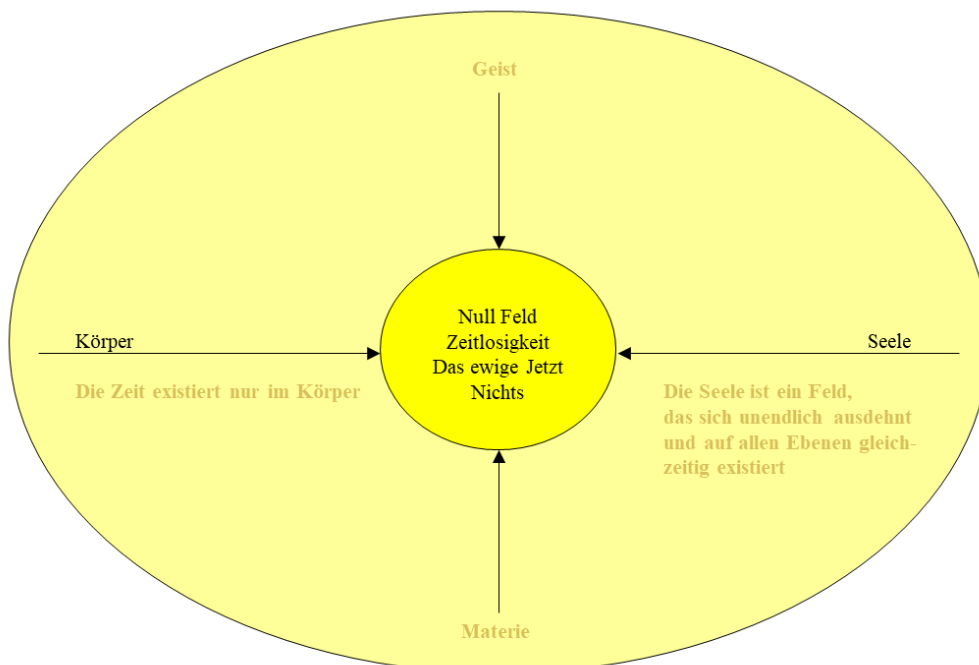 Geist
Null Feld
Zeitlosigkeit
Das ewige Jetzt
Nichts
Körper
Seele
Die Zeit existiert nur im Körper
Die Seele ist ein Feld,
das sich unendlich ausdehnt
und auf allen Ebenen gleich-
zeitig existiert
Materie